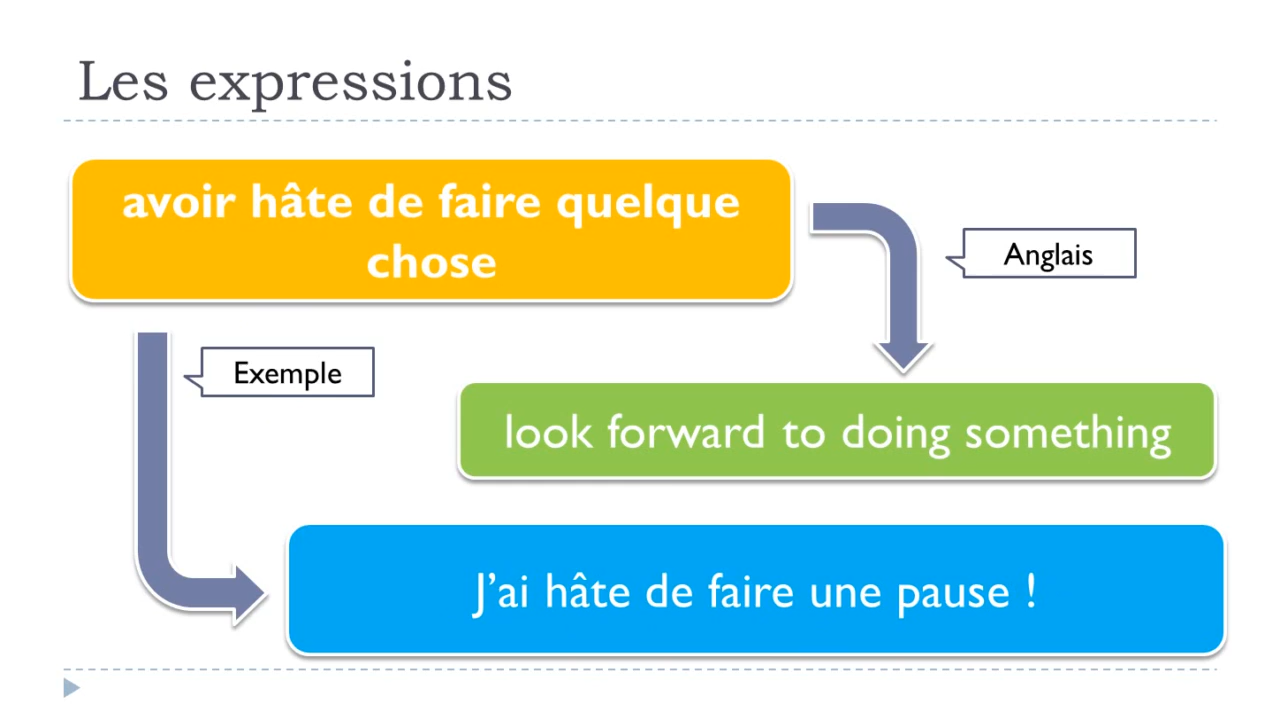 Les expressions
avoir hâte de faire quelque
chose
Anglais
Exemple
look forward to doing something
J’ai hâte de faire une pause !